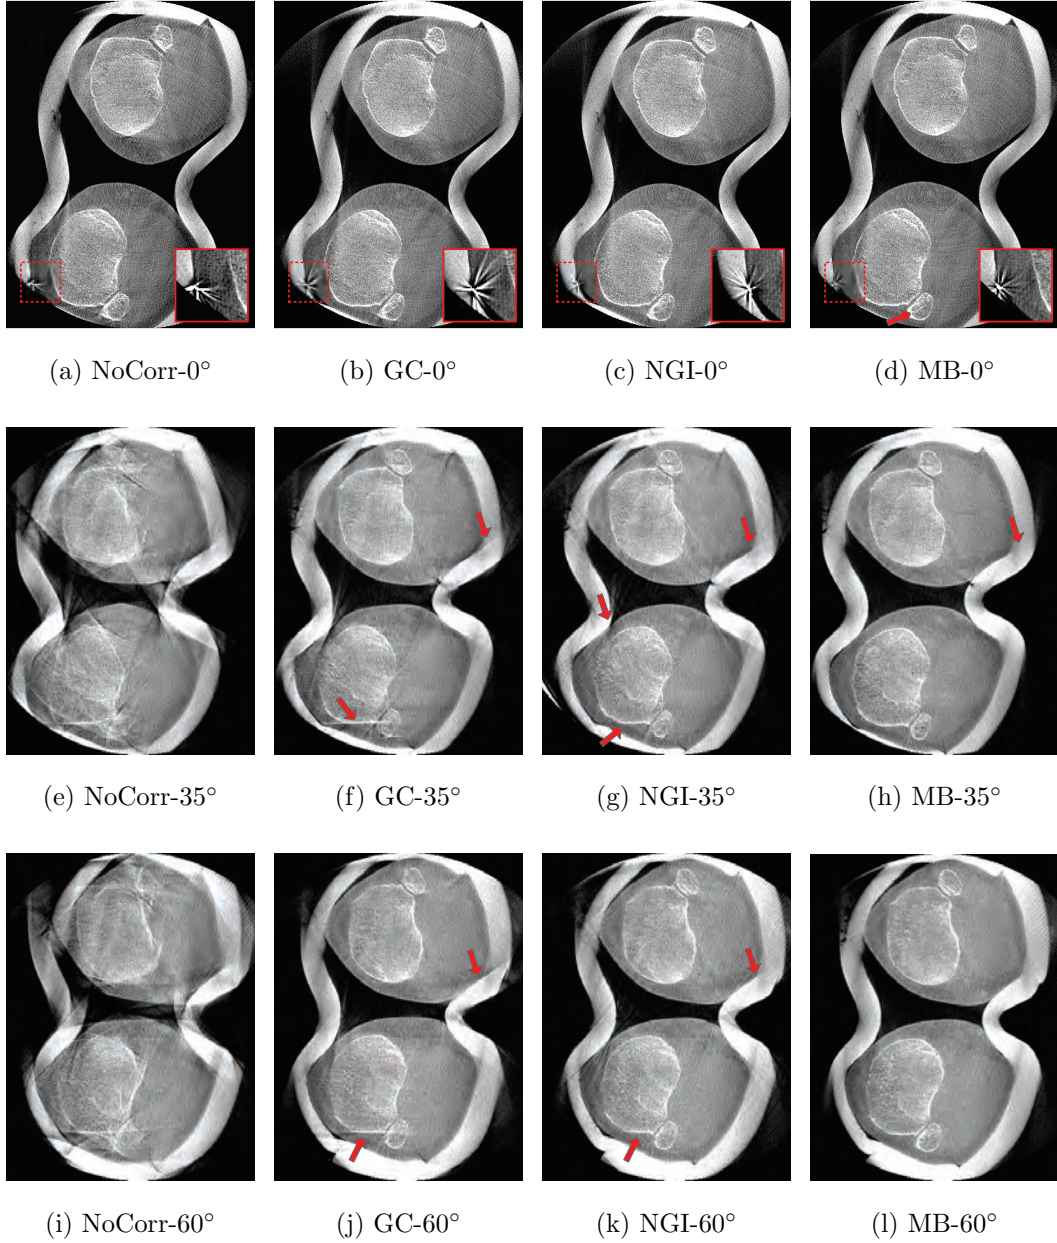 (a) NoCorr-0° (b) GC-0° (c) NGI-0° (d) MB-0°
(e) NoCorr-35° (f) GC-35° (g) NGI-35° (h) MB-35°
(i) NoCorr-60° (j) GC-60° (k) NGI-60° (l) MB-60°